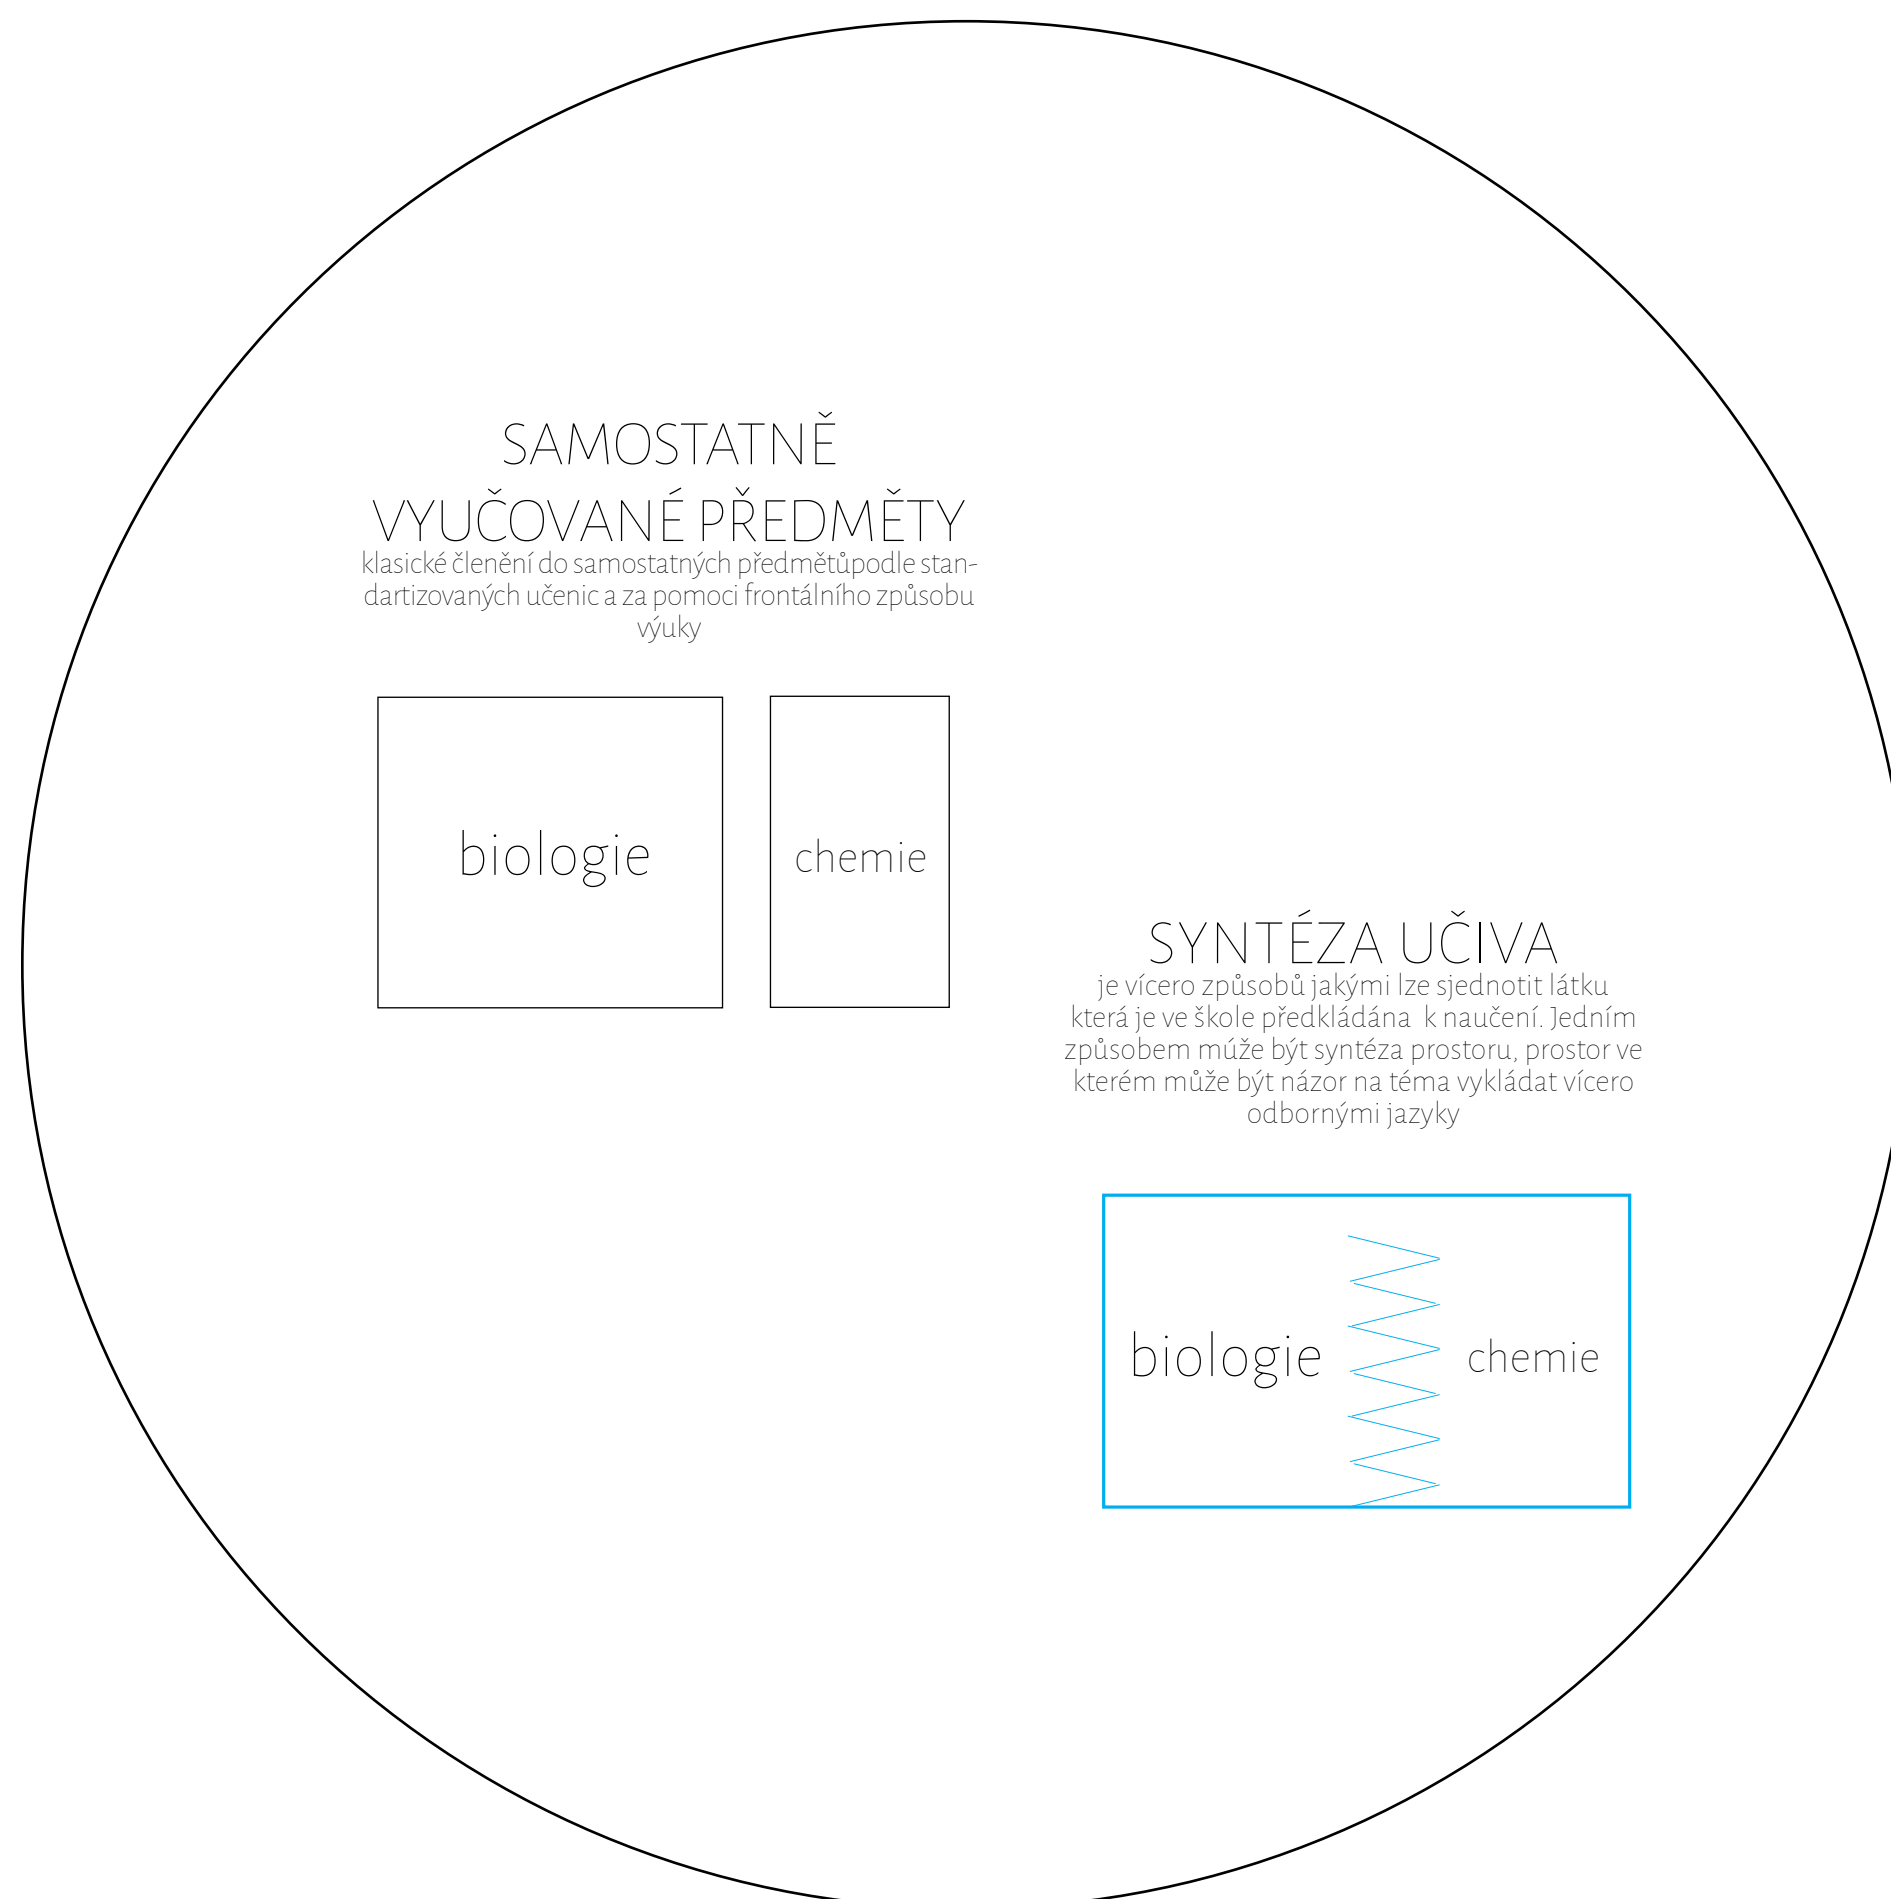 SAMOSTATNĚ
VYUČOVANÉ PŘEDMĚTY
klasické členění do samostatných předmětůpodle stan-
dartizovaných učenic a za pomoci frontálního způsobu
výuky
biologie
chemie
SYNTÉZA UČIVA
je vícero způsobů jakými lze sjednotit látku
která je ve škole předkládána  k naučení. Jedním
způsobem múže být syntéza prostoru, prostor ve
kterém může být názor na téma vykládat vícero
odbornými jazyky
biologie
chemie